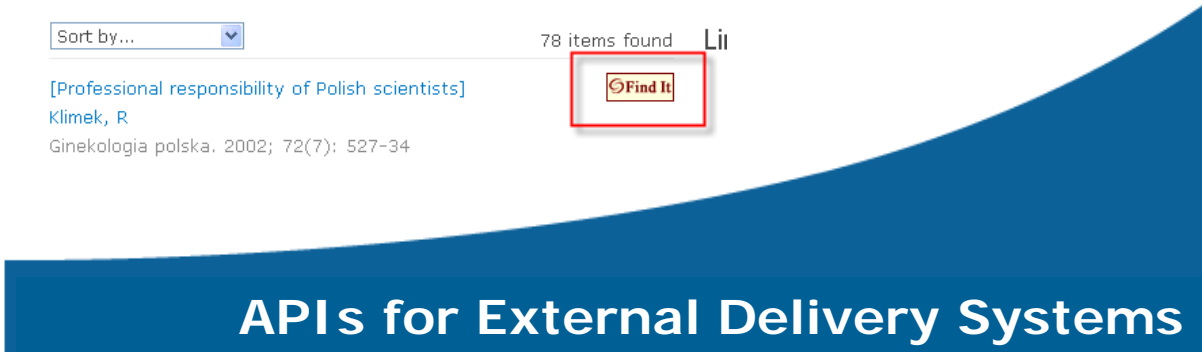 Sort by... 78 items found
[Professional responsibility of Polish scientists] Find It
Klimek, R
Ginekologia polska. 2002; 72(7): 527-34
APIs for External Delivery Systems